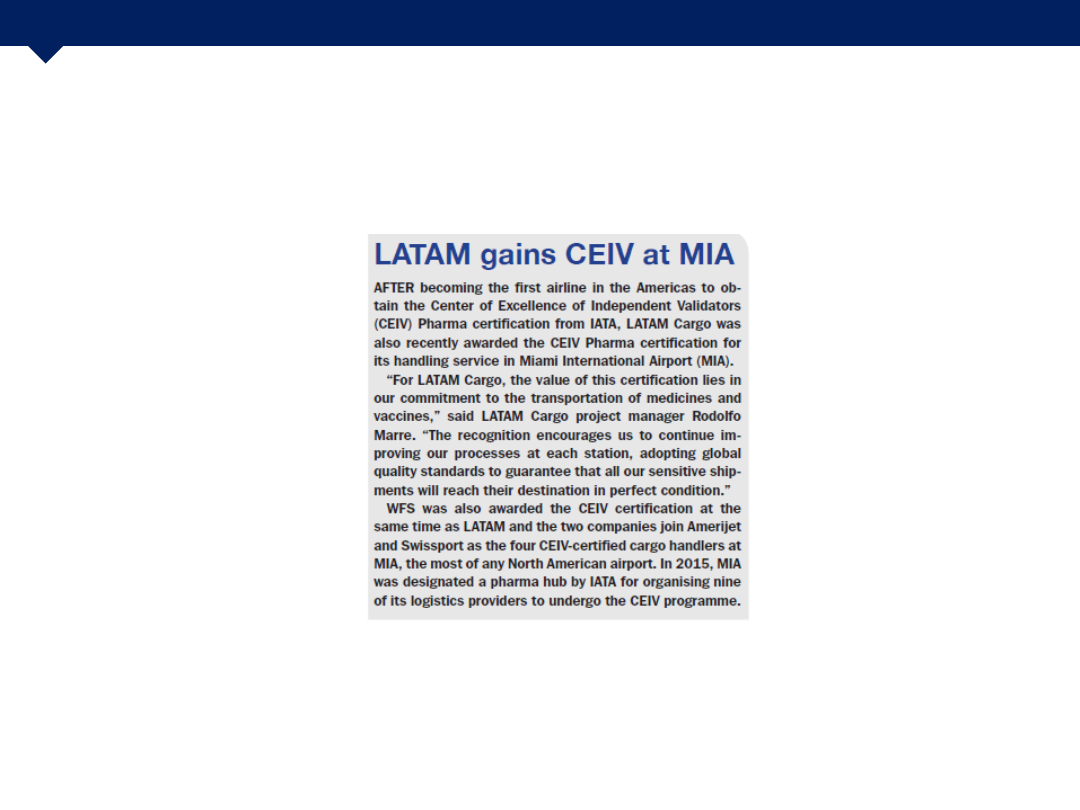 LATAM gains CEIV at MIA
AFTER becoming the first airline in the Americas to ob-
tain the Center of Excellence of Independent Validators
(CEIV) Pharma certification from IATA, LATAM Cargo was
also recently awarded the CEIV Pharma certification for
its handling service in Miami International Airport (MIA).
“For LATAM Cargo, the value of this certification lies in
our commitment to the transportation of medicines and
vaccines,” said LATAM Cargo project manager Rodolfo
Marre. “The recognition encourages us to continue im-
proving our processes at each station, adopting global
quality standards to guarantee that all our sensitive ship-
ments will reach their destination in perfect condition.”
WFS was also awarded the CEIV certification at the
same time as LATAM and the two companies join Amerijet
and Swissport as the four CEIV-certified cargo handlers at
MIA, the most of any North American airport. In 2015, MIA
was designated a pharma hub by IATA for organising nine
of its logistics providers to undergo the CEIV programme.